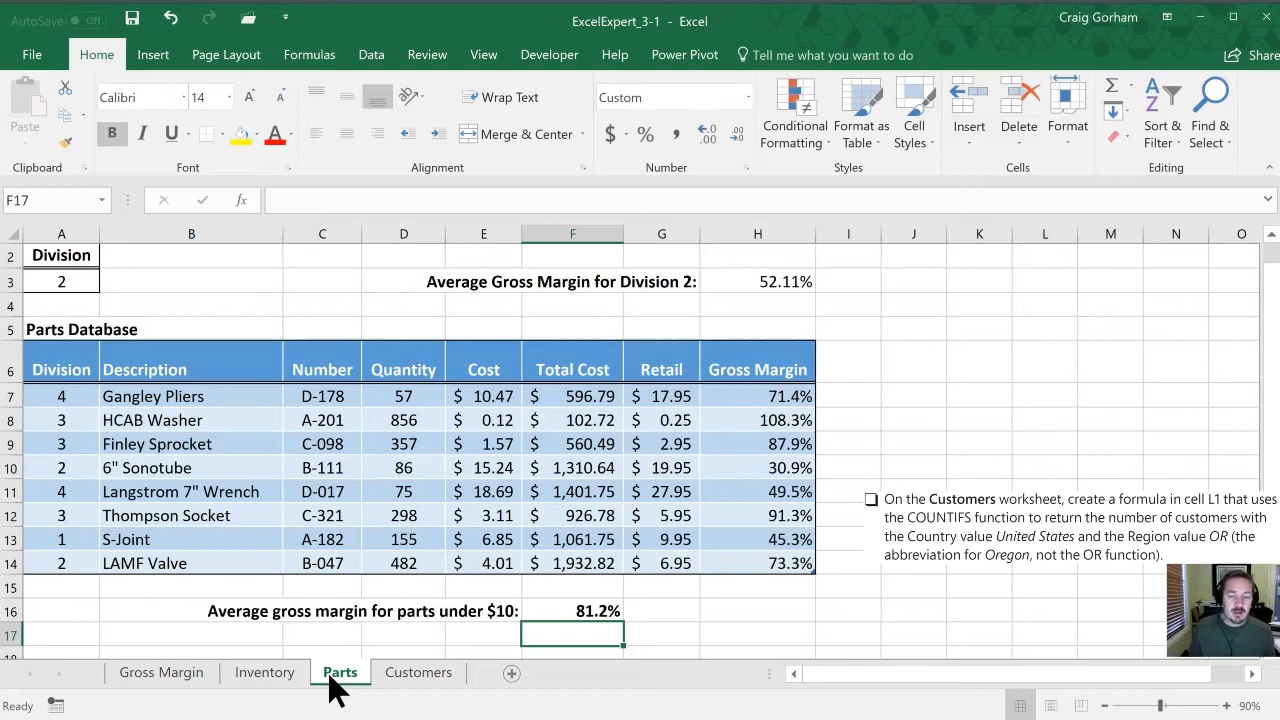 AutoSave Off
ExcelExpert_3-1 - Excel
Craig Gorham
File Home Insert Page Layout Formulas Data Review View Developer Help Power Pivot Tell me what you want to do Share
Paste
Calibri 14
B I U A
Wrap Text
Merge & Center
Custom
$ % ,
Conditional Formatting
Format as Table
Cell Styles
Insert Delete Format
Sort & Filter
Find & Select
Clipboard Font Alignment Number Styles Cells Editing
F17 fx
A B C D E F G H I J K L M N O
2 Division
3 2 Average Gross Margin for Division 2: 52.11%
4
5 Parts Database
6 Division Description Number Quantity Cost Total Cost Retail Gross Margin
7 4 Gangley Pliers D-178 57 $ 10.47 $ 596.79 $ 17.95 71.4%
8 3 HCAB Washer A-201 856 $ 0.12 $ 102.72 $ 0.25 108.3%
9 3 Finley Sprocket C-098 357 $ 1.57 $ 560.49 $ 2.95 87.9%
10 2 6" Sonotube B-111 86 $ 15.24 $ 1,310.64 $ 19.95 30.9%
11 4 Langstrom 7" Wrench D-017 75 $ 18.69 $ 1,401.75 $ 27.95 49.5%
12 3 Thompson Socket C-321 298 $ 3.11 $ 926.78 $ 5.95 91.3%
13 1 S-Joint A-182 155 $ 6.85 $ 1,061.75 $ 9.95 45.3%
14 2 LAMF Valve B-047 482 $ 4.01 $ 1,932.82 $ 6.95 73.3%
15
16 Average gross margin for parts under $10: 81.2%
17
On the Customers worksheet, create a formula in cell L1 that uses
the COUNTIFS function to return the number of customers with
the Country value United States and the Region value OR (the
abbreviation for Oregon, not the OR function).
Gross Margin Inventory Parts Customers
Ready
90%